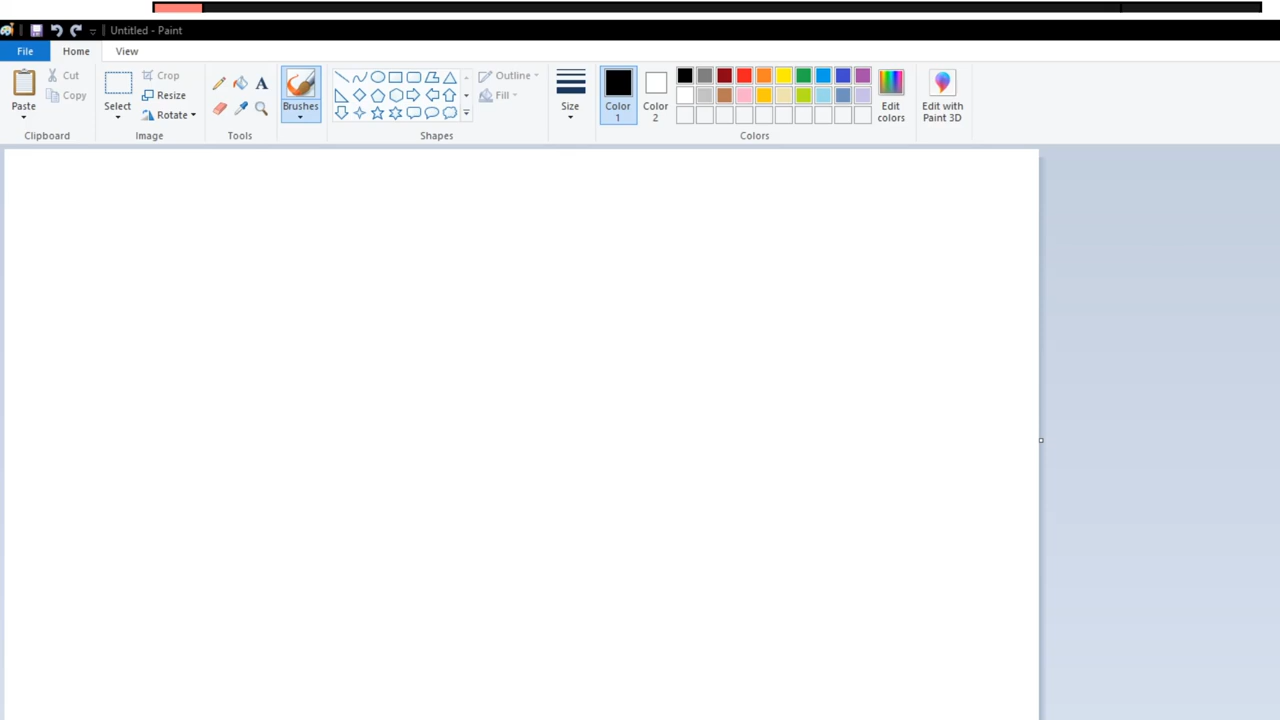 Untitled - Paint
File Home View
Paste
Cut
Copy
Clipboard
Select
Crop
Resize
Rotate
Image
A
Tools
Brushes
Outline
Fill
Shapes
Size
Color 1
Color 2
Edit colors
Colors
Edit with Paint 3D